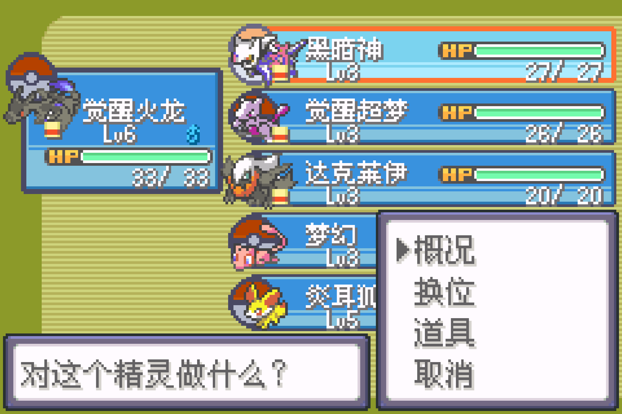 觉醒火龙
Lv6
HP
33/ 33
黑暗神
Lv3
HP
27/ 27
觉醒超梦
Lv3
HP
26/ 26
达克莱伊
Lv3
HP
20/ 20
梦幻
Lv3
炎耳狐
Lv5
概况
换位
道具
取消
对这个精灵做什么?